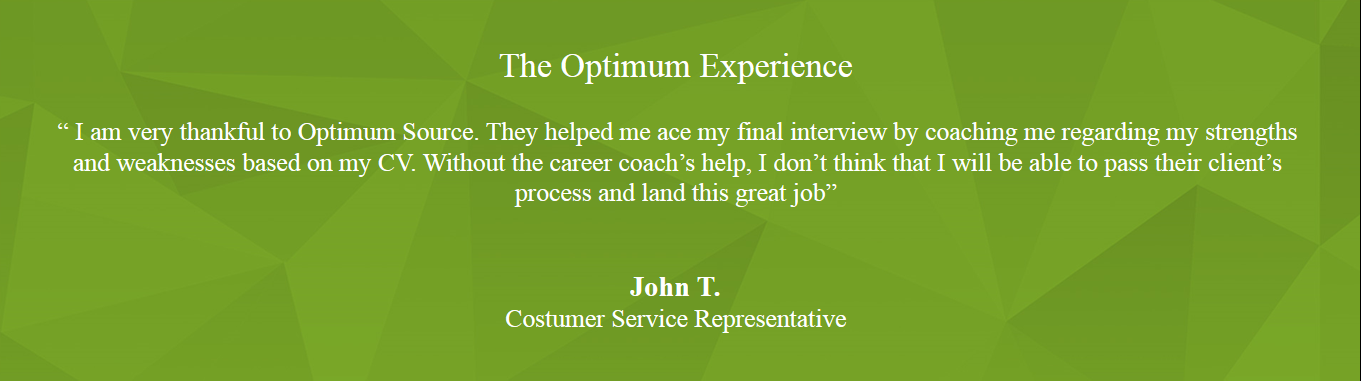 The Optimum Experience
“ I am very thankful to Optimum Source. They helped me ace my final interview by coaching me regarding my strengths
and weaknesses based on my CV. Without the career coach’s help, I don’t think that I will be able to pass their client’s
process and land this great job”
John T.
Costumer Service Representative